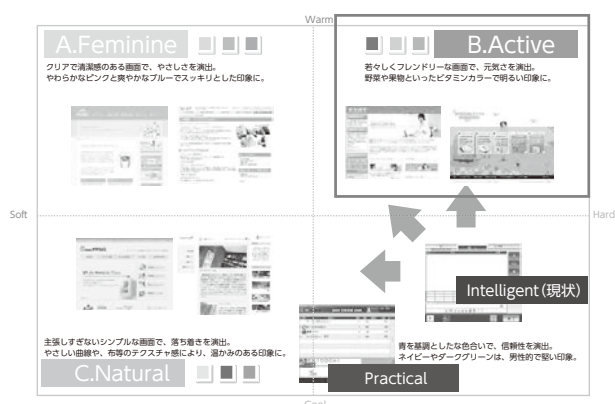 Warm
A.Feminine
クリアで清潔感のある画面で、やさしさを演出。
やわらかなピンクと爽やかなブルーでスッキリとした印象に。
B.Active
若々しくフレンドリーな画面で、元気さを演出。
野菜や果物といったビタミンカラーで明るい印象に。
Soft
Hard
Intelligent(現状)
主張しすぎないシンプルな画面で、落ち着きを演出。
やさしい曲線や、布等のテクスチャ感により、温かみのある印象に。
C.Natural
青を基調としたな色合いで、信頼性を演出。
ネイビーやダークグリーンは、男性的で堅い印象。
Practical
Cool